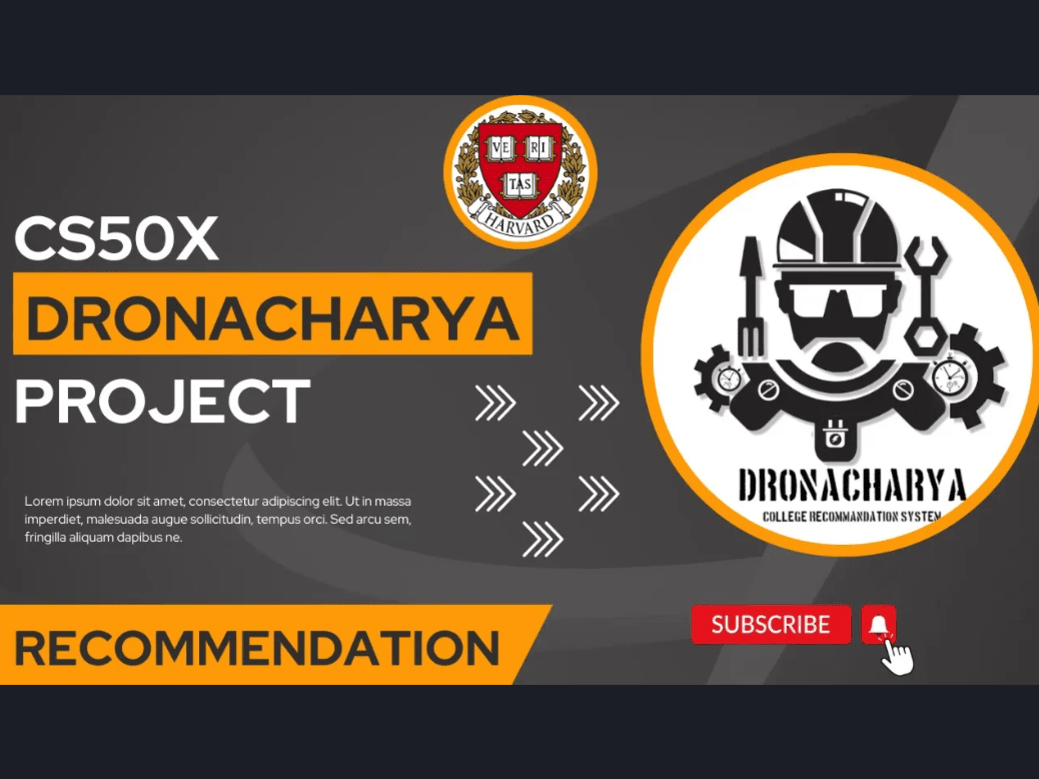 VE RI
TAS
HARVARD
CS50X
DRONACHARYA
PROJECT
Lorem ipsum dolor sit amet, consectetur adipiscing elit. Ut in massa
imperdiet, malesuada augue sollicitudin, tempus orci. Sed arcu sem,
fringilla aliquam dapibus ne.
RECOMMENDATION
DRONACHARYA
COLLEGE RECOMMANDATION SYSTEM
SUBSCRIBE